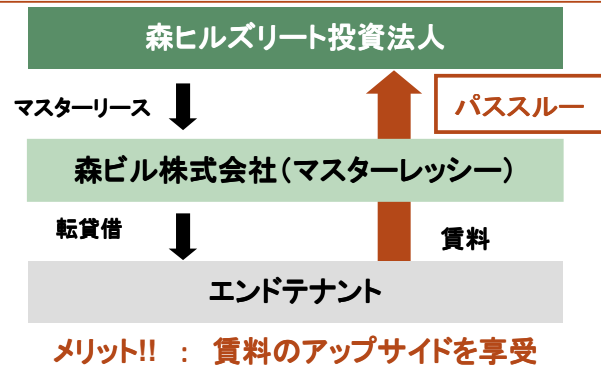 森ヒルズリート投資法人
マスターリース
パススルー
森ビル株式会社（マスターレッシー）
転貸借
賃料
エンドテナント
メリット!! ： 賃料のアップサイドを享受